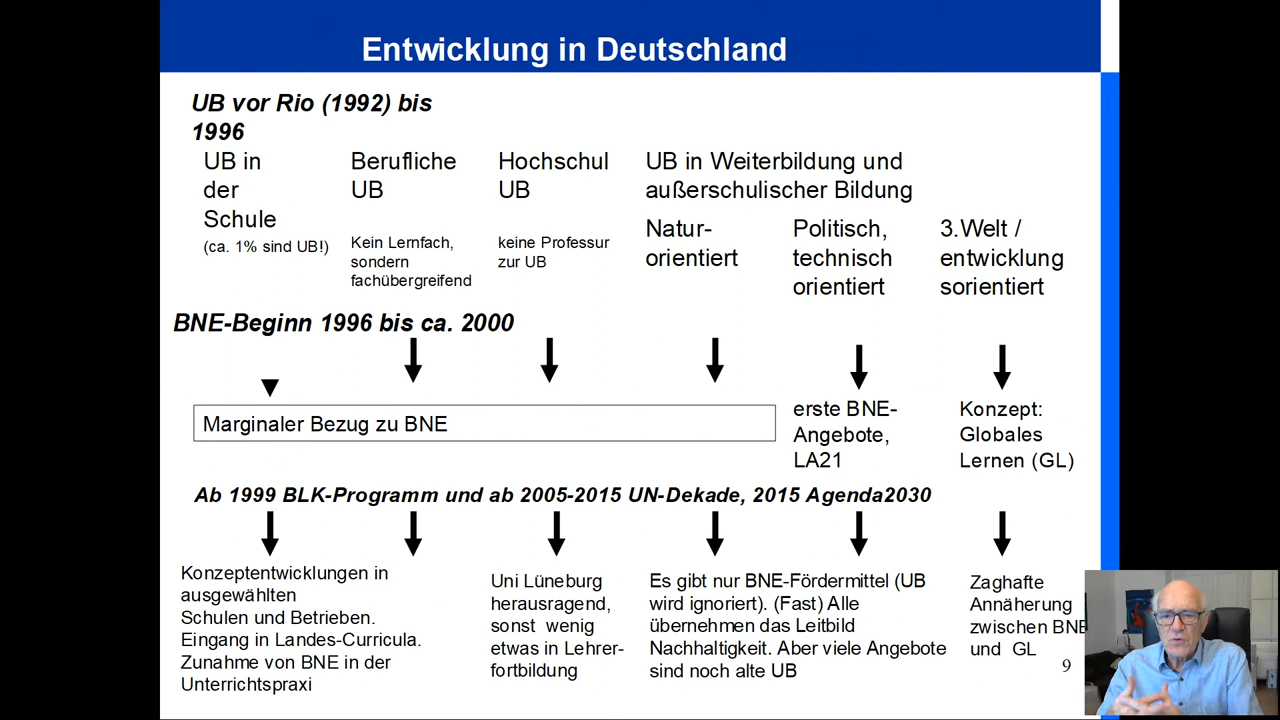 Entwicklung in Deutschland
UB vor Rio (1992) bis
1996
UB in
der
Schule
(ca. 1% sind UB!)
Berufliche
UB
Kein Lernfach,
sondern
fachübergreifend
Hochschul
UB
keine Professur
zur UB
UB in Weiterbildung und
außerschulischer Bildung
Natur-
orientiert
Politisch,
technisch
orientiert
3.Welt /
entwicklung
sorientiert
BNE-Beginn 1996 bis ca. 2000
Marginaler Bezug zu BNE
erste BNE-
Angebote,
LA21
Konzept:
Globales
Lernen (GL)
Ab 1999 BLK-Programm und ab 2005-2015 UN-Dekade, 2015 Agenda2030
Konzeptentwicklungen in
ausgewählten
Schulen und Betrieben.
Eingang in Landes-Curricula.
Zunahme von BNE in der
Unterrichtspraxi
Uni Lüneburg
herausragend,
sonst wenig
etwas in Lehrer-
fortbildung
Es gibt nur BNE-Fördermittel (UB
wird ignoriert). (Fast) Alle
übernehmen das Leitbild
Nachhaltigkeit. Aber viele Angebote
sind noch alte UB
Zaghafte
Annäherung
zwischen BNE
und GL
9